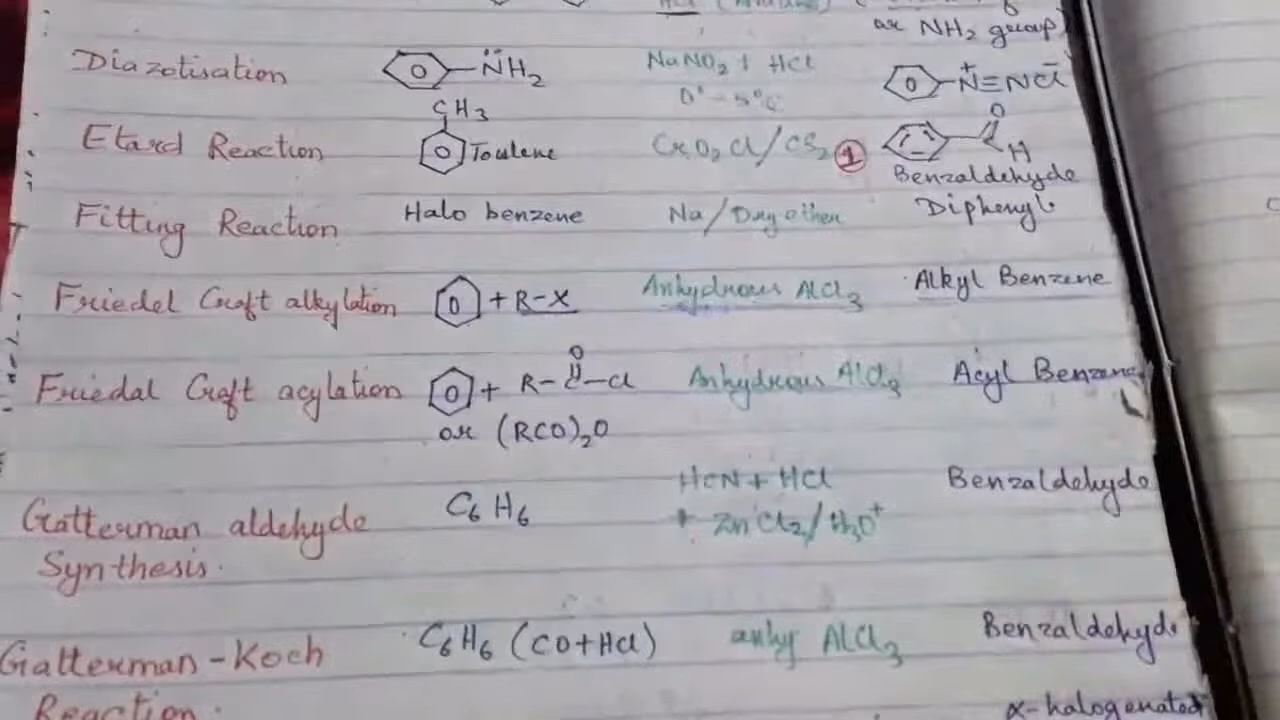 or NH2 group)
Diazotisation N̈H2 NaNO2 + HCl N⁺≡NCl⁻
0° – 5°C
Etard Reaction CH3 Toulene CrO2Cl/CS2 1 O H
Benzaldehyde
Fitting Reaction Halo benzene Na/Dry ether Diphenyl
Friedel Craft alkylation + R–X Anhydrous AlCl3 Alkyl Benzene
Friedal Craft acylation + R–C–Cl O Anhydrous AlCl3 Acyl Benzene
or (RCO)2O
Gatterman aldehyde C6H6 HCN + HCl Benzaldehyde
Synthesis. + ZnCl2/H3O⁺
Gatterman–Koch C6H6 (CO+HCl) anhy AlCl3 Benzaldehyde
Reaction. α-halogenated